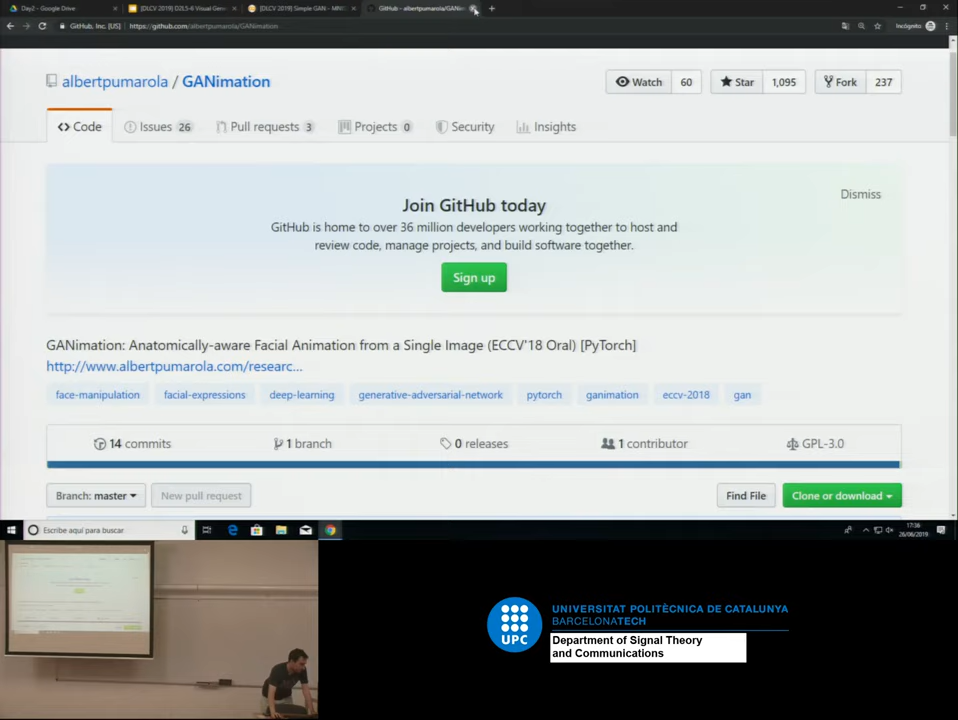 Day2 - Google Drive
[DLCV 2019] D2L5-6 Visual Gene
[DLCV 2019] Simple GAN - MNIS
GitHub - albertpumarola/GANim
GitHub, Inc. [US]
https://github.com/albertpumarola/GANimation
Incógnito
albertpumarola / GANimation
Watch 60
Star 1,095
Fork 237
Code
Issues 26
Pull requests 3
Projects 0
Security
Insights
Join GitHub today
Dismiss
GitHub is home to over 36 million developers working together to host and
review code, manage projects, and build software together.
Sign up
GANimation: Anatomically-aware Facial Animation from a Single Image (ECCV'18 Oral) [PyTorch]
http://www.albertpumarola.com/researc...
face-manipulation
facial-expressions
deep-learning
generative-adversarial-network
pytorch
ganimation
eccv-2018
gan
14 commits
1 branch
0 releases
1 contributor
GPL-3.0
Branch: master
New pull request
Find File
Clone or download
Escribe aquí para buscar
17:36
26/06/2019
UPC
UNIVERSITAT POLITÈCNICA DE CATALUNYA
BARCELONATECH
Department of Signal Theory
and Communications